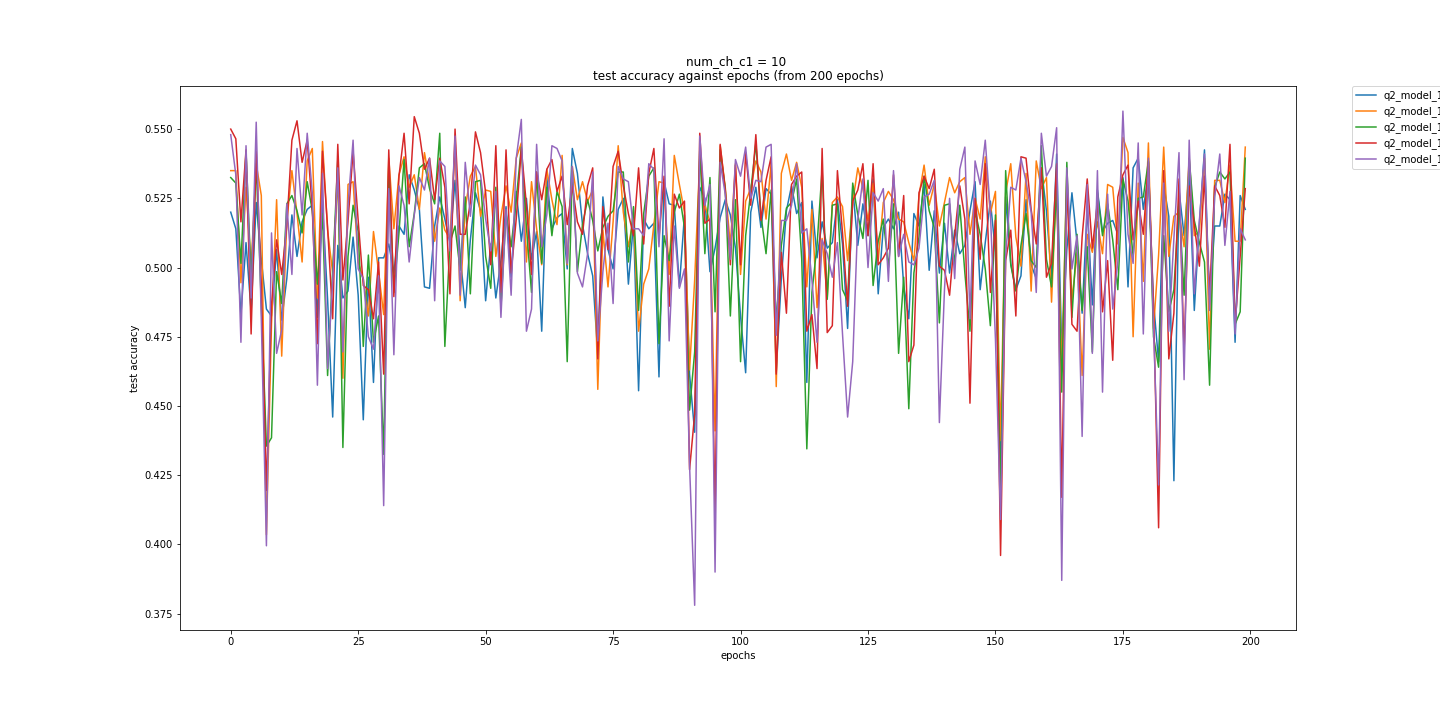 num_ch_c1 = 10
test accuracy against epochs (from 200 epochs)
q2_model_1
q2_model_1
q2_model_1
q2_model_1
q2_model_1
0.550
0.525
0.500
0.475
0.450
0.425
0.400
0.375
test accuracy
0
25
50
75
100
125
150
175
200
epochs